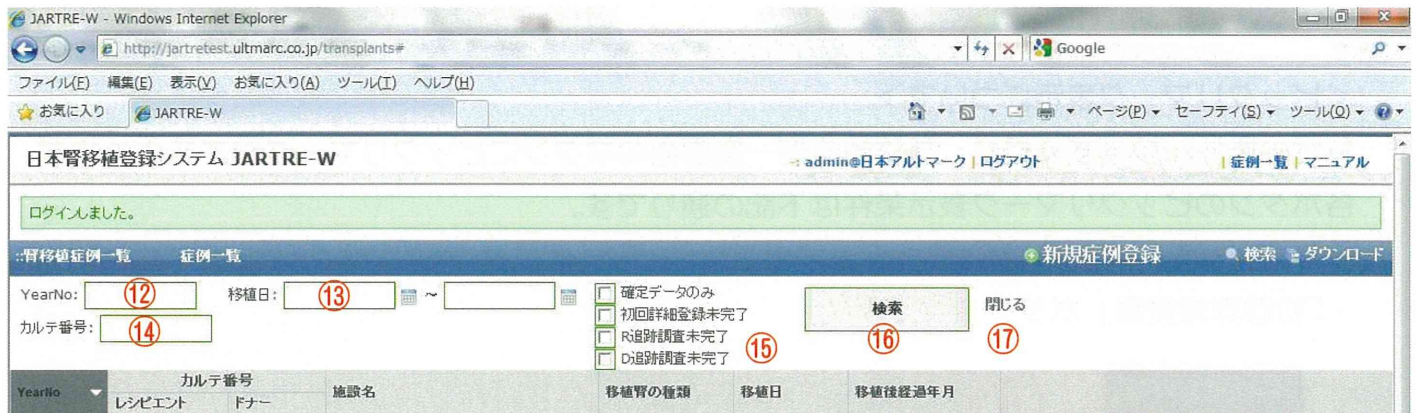 JARTRE-W - Windows Internet Explorer
http://jartretest.ultmarc.co.jp/transplants#
Google
ファイル(F) 編集(E) 表示(V) お気に入り(A) ツール(T) ヘルプ(H)
お気に入り JARTRE-W ページ(P) セーフティ(S) ツール(O)
日本腎移植登録システム JARTRE-W admin@日本アルトマーク | ログアウト | 症例一覧 | マニュアル
ログインしました。
::腎移植症例一覧 症例一覧 新規症例登録 検索 ダウンロード
YearNo: ⑫ 移植日: ⑬ ~ 確定データのみ
初回詳細登録未完了 検索 閉じる
カルテ番号: ⑭ R追跡調査未完了 ⑮ ⑯ ⑰
D追跡調査未完了
YearNo カルテ番号 施設名 移植腎の種類 移植日 移植後経過年月
レシピエント ドナー